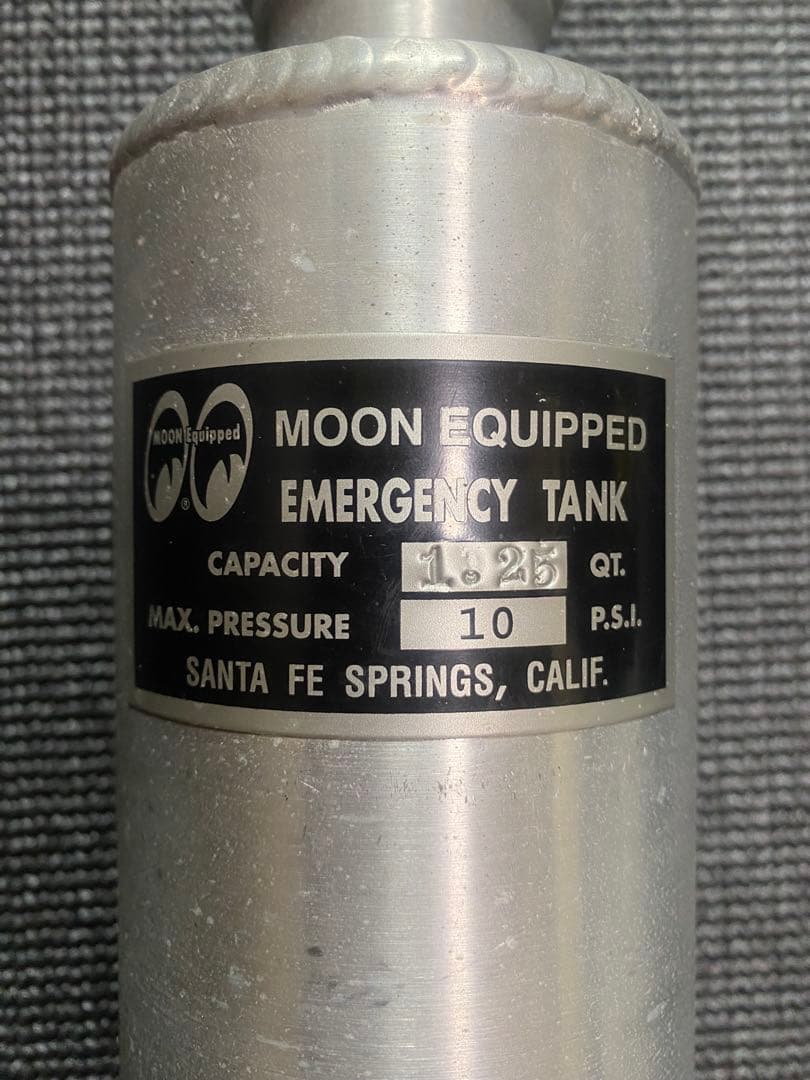 MOON Equipped
®
MOON EQUIPPED
EMERGENCY TANK
CAPACITY 1.25 QT.
MAX. PRESSURE 10 P.S.I.
SANTA FE SPRINGS, CALIF.